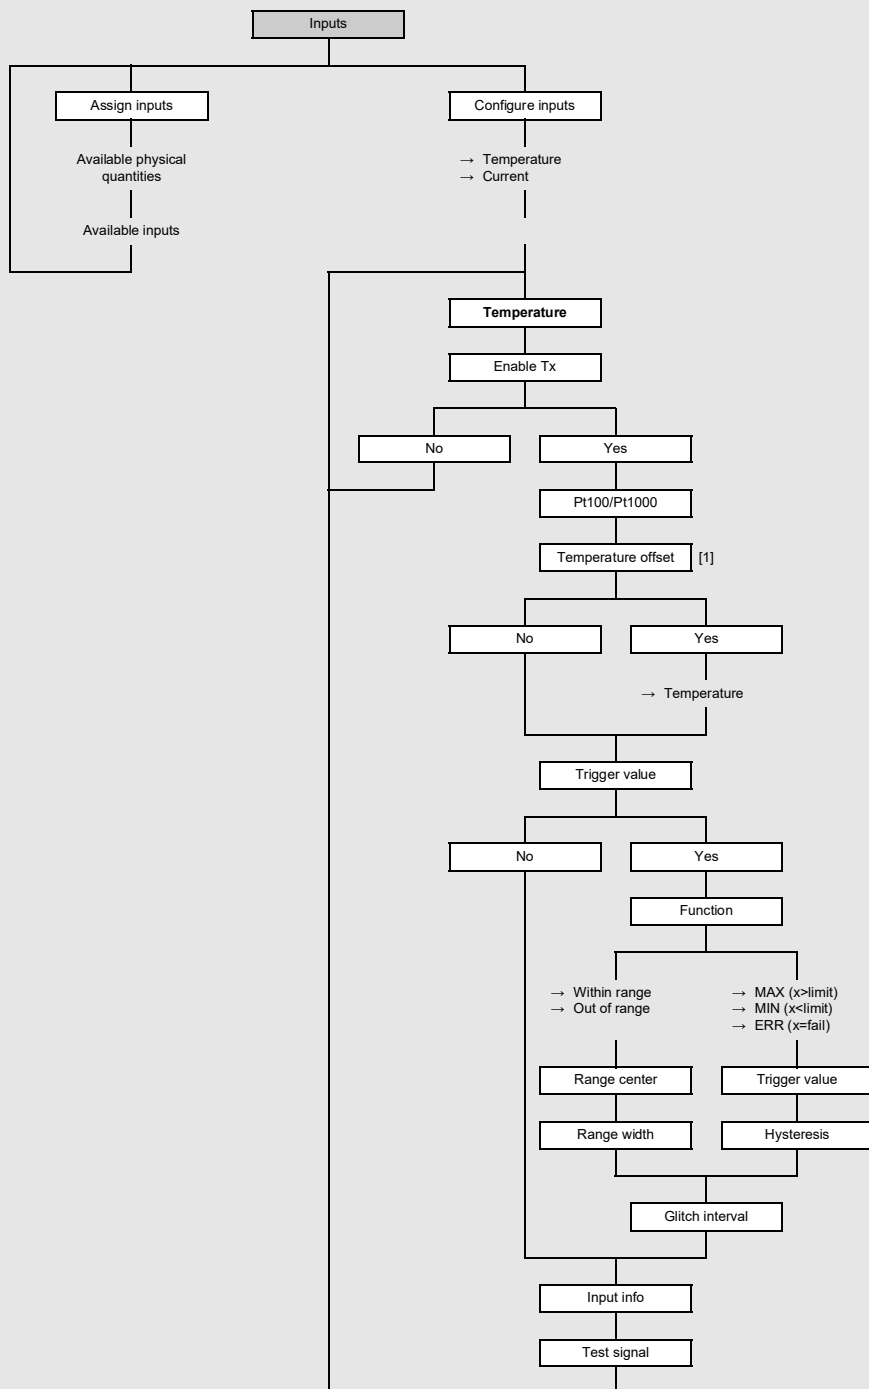 Inputs
Assign inputs
Configure inputs
Available physical
quantities
→ Temperature
→ Current
Available inputs
Temperature
Enable Tx
No
Yes
Pt100/Pt1000
Temperature offset [1]
No
Yes
→ Temperature
Trigger value
No
Yes
Function
→ Within range
→ Out of range
→ MAX (x>limit)
→ MIN (x<limit)
→ ERR (x=fail)
Range center
Trigger value
Range width
Hysteresis
Glitch interval
Input info
Test signal